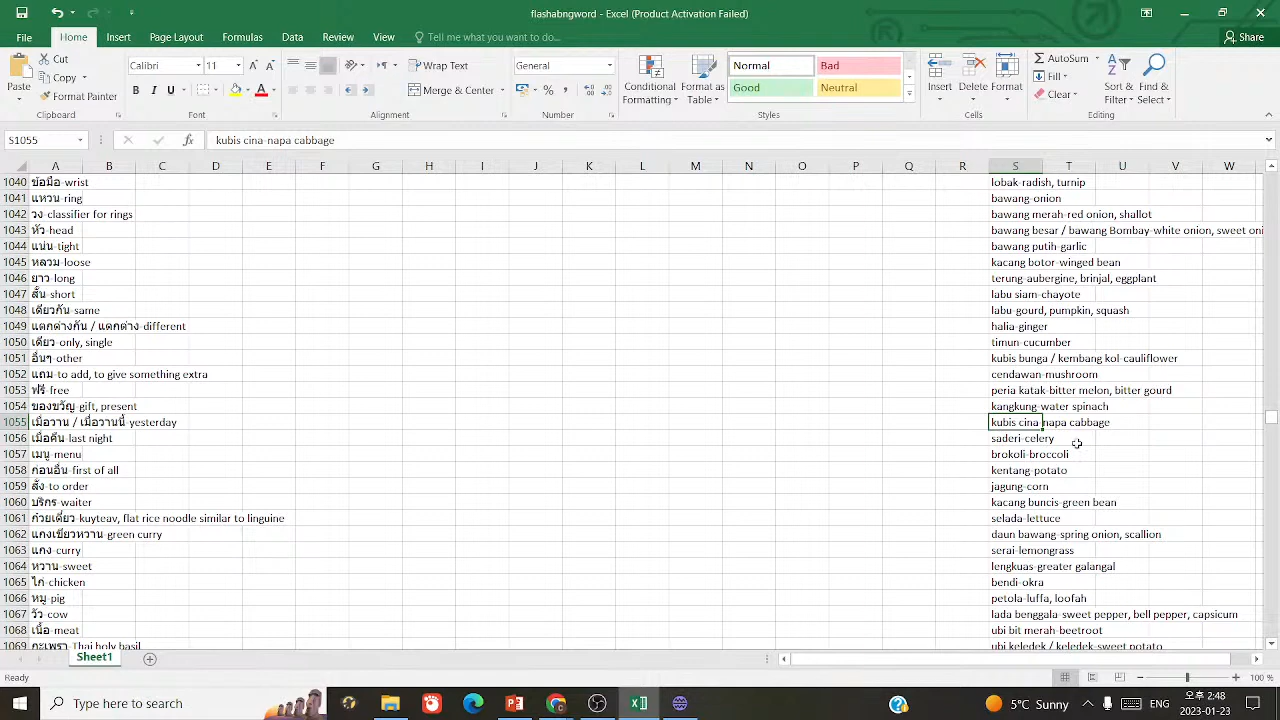 flashabngword - Excel (Product Activation Failed)
File Home Insert Page Layout Formulas Data Review View Tell me what you want to do... Share
Paste Cut Copy Format Painter Clipboard
Calibri 11 B I U Font
Wrap Text Merge & Center Alignment
General % Number
Conditional Formatting Format as Table Normal Bad Good Neutral Styles
Insert Delete Format Cells
AutoSum Fill Clear Sort & Filter Find & Select Editing
S1055 fx kubis cina-napa cabbage
A B C D E F G H I J K L M N O P Q R S T U V W
1040 ข้อมือ-wrist lobak-radish, turnip
1041 แหวน-ring bawang-onion
1042 วง-classifier for rings bawang merah-red onion, shallot
1043 หัว-head bawang besar / bawang Bombay-white onion, sweet oni
1044 แน่น-tight bawang putih-garlic
1045 หลวม-loose kacang botor-winged bean
1046 ยาว-long terung-aubergine, brinjal, eggplant
1047 สั้น-short labu siam-chayote
1048 เดียวกัน-same labu-gourd, pumpkin, squash
1049 แตกต่างกัน / แตกต่าง-different halia-ginger
1050 เดียว-only, single timun-cucumber
1051 อื่นๆ-other kubis bunga / kembang kol-cauliflower
1052 แถม-to add, to give something extra cendawan-mushroom
1053 ฟรี-free peria katak-bitter melon, bitter gourd
1054 ของขวัญ-gift, present kangkung-water spinach
1055 เมื่อวาน / เมื่อวานนี้-yesterday kubis cina-napa cabbage
1056 เมื่อคืน-last night saderi-celery
1057 เมนู-menu brokoli-broccoli
1058 ก่อนอื่น-first of all kentang-potato
1059 สั่ง-to order jagung-corn
1060 บริกร-waiter kacang buncis-green bean
1061 ก๋วยเตี๋ยว-kuyteav, flat rice noodle similar to linguine selada-lettuce
1062 แกงเขียวหวาน-green curry daun bawang-spring onion, scallion
1063 แกง-curry serai-lemongrass
1064 หวาน-sweet lengkuas-greater galangal
1065 ไก่-chicken bendi-okra
1066 หมู-pig petola-luffa, loofah
1067 วัว-cow lada benggala-sweet pepper, bell pepper, capsicum
1068 เนื้อ-meat ubi bit merah-beetroot
1069 กะเพรา-Thai holy basil ubi keledek / keledek-sweet potato
Sheet1
Ready 100 %
Type here to search 5°C Sunny ENG 오후 2:48
2023-01-23